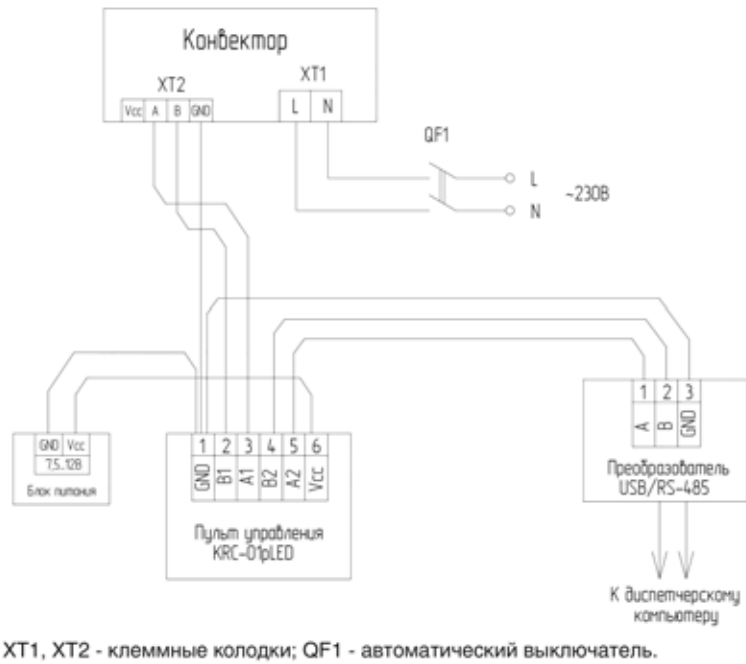 Конвектор
XT2
XT1
Vcc A B GND
L N
QF1
L
N
~230В
1 2 3
A B GND
Преобразователь
USB/RS-485
GND Vcc
7,5..12В
Блок питания
1 2 3 4 5 6
GND B1 A1 B2 A2 Vcc
Пульт управления
KRC-01pLED
К диспетчерскому
компьютеру
XT1, XT2 - клеммные колодки; QF1 - автоматический выключатель.